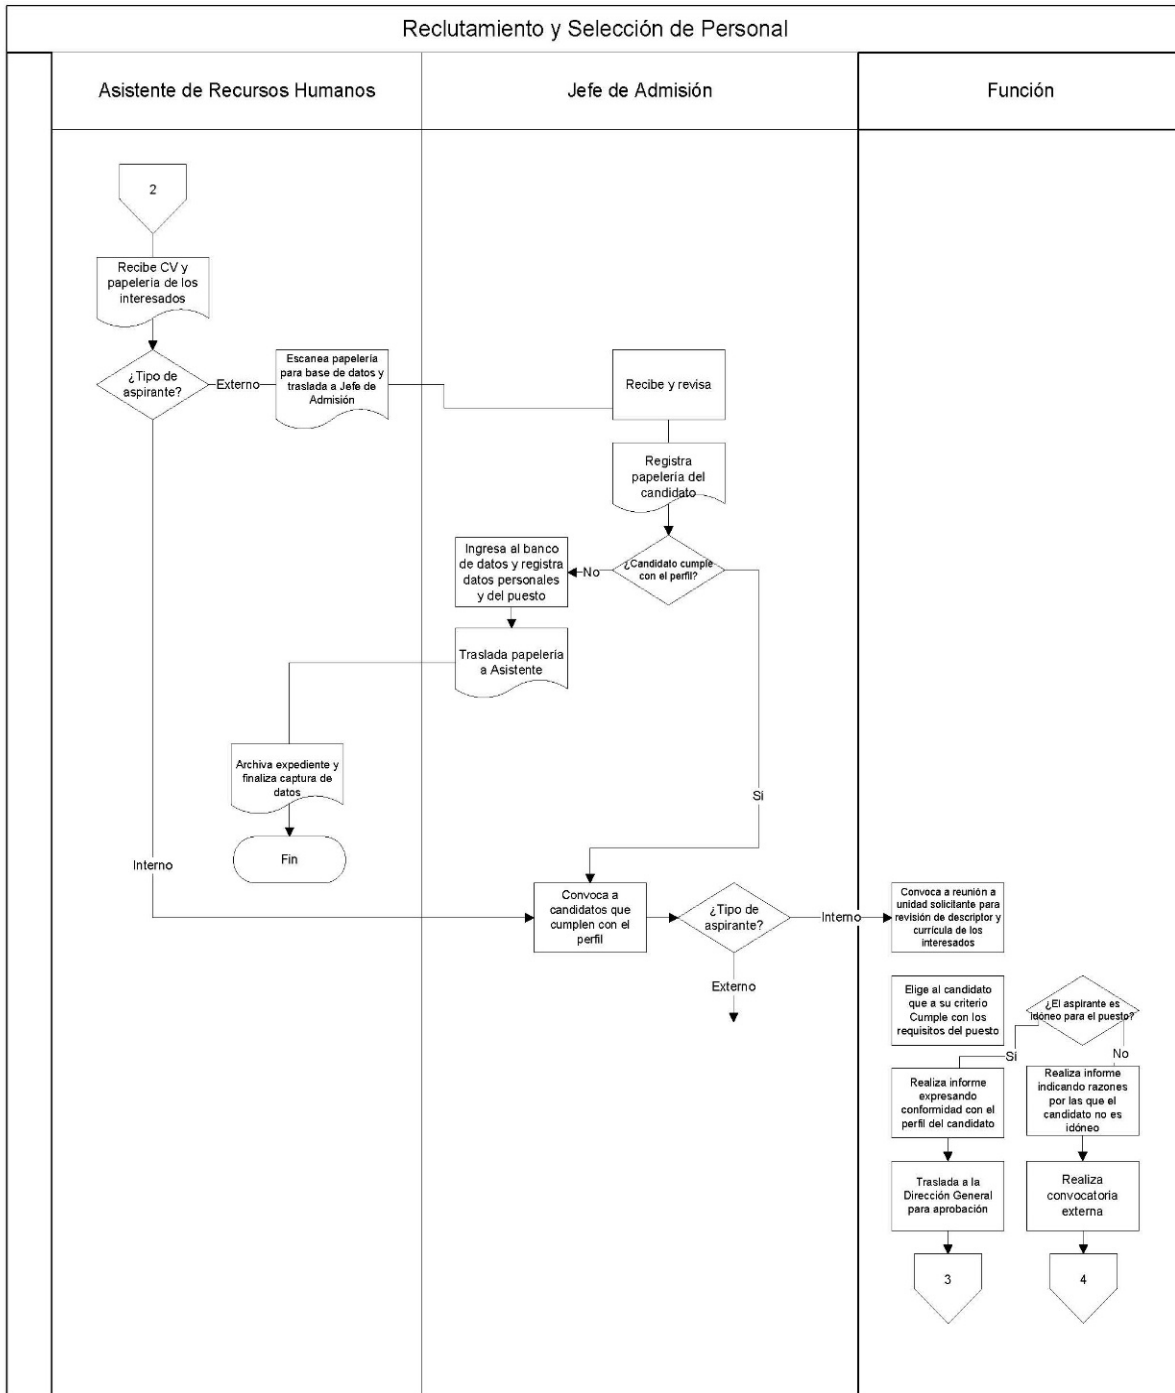 Reclutamiento y Selección de Personal
Asistente de Recursos Humanos
Jefe de Admisión
Función
2
Recibe CV y
papelería de los
interesados
¿Tipo de
aspirante?
Externo
Escanea papelería
para base de datos y
traslada a Jefe de
Admisión
Recibe y revisa
Registra
papelería del
candidato
¿Candidato cumple
con el perfil?
No
Ingresa al banco
de datos y registra
datos personales
y del puesto
Traslada papelería
a Asistente
Archiva expediente y
finaliza captura de
datos
Fin
Sí
Interno
Convoca a
candidatos que
cumplen con el
perfil
¿Tipo de
aspirante?
Interno
Externo
Convoca a reunión a
unidad solicitante para
revisión de descriptor y
currícula de los
interesados
Elige al candidato
que a su criterio
Cumple con los
requisitos del puesto
¿El aspirante es
idóneo para el puesto?
Sí
No
Realiza informe
expresando
conformidad con el
perfil del candidato
Realiza informe
indicando razones
por las que el
candidato no es
idóneo
Traslada a la
Dirección General
para aprobación
Realiza
convocatoria
externa
3
4